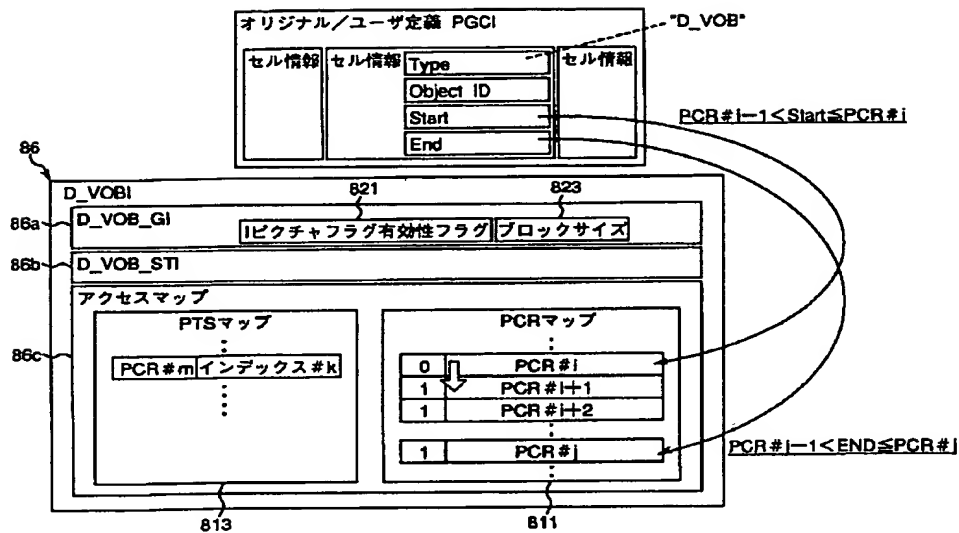 オリジナル／ユーザ定義 PGCI
"D_VOB"
セル情報
セル情報
Type
セル情報
Object ID
Start
End
PCR#i−1＜Start≦PCR#i
86
D_VOBI
821
823
86a
D_VOB_GI
Iピクチャフラグ有効性フラグ
ブロックサイズ
86b
D_VOB_STI
アクセスマップ
86c
PTSマップ
PCRマップ
PCR#m
インデックス#k
0
PCR#i
1
PCR#i+1
1
PCR#i+2
1
PCR#j
PCR#j−1＜END≦PCR#j
813
811